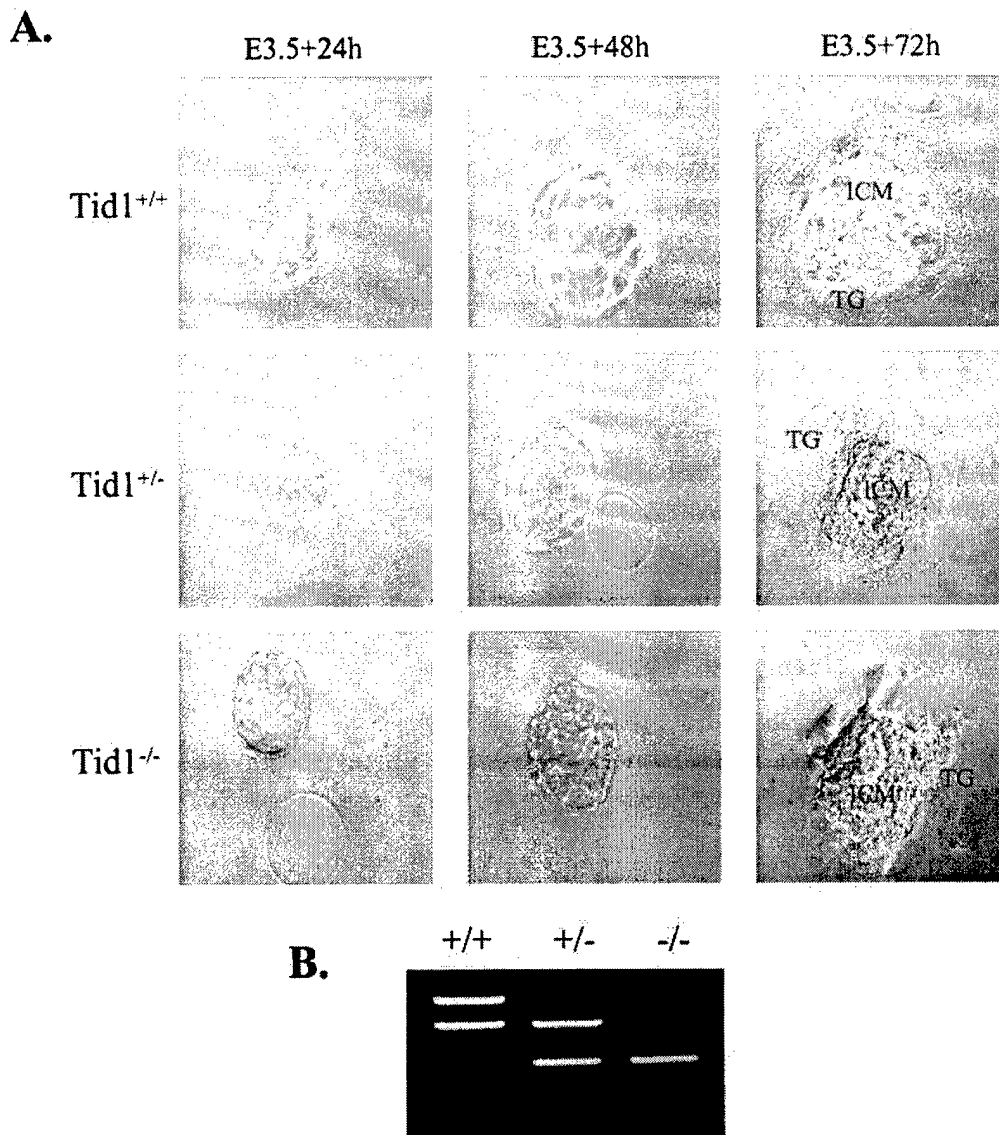 A.
E3.5+24h E3.5+48h E3.5+72h
Tid1+/+
ICM
TG
Tid1+/-
TG
ICM
Tid1-/-
ICM
TG
B.
+/+ +/- -/-